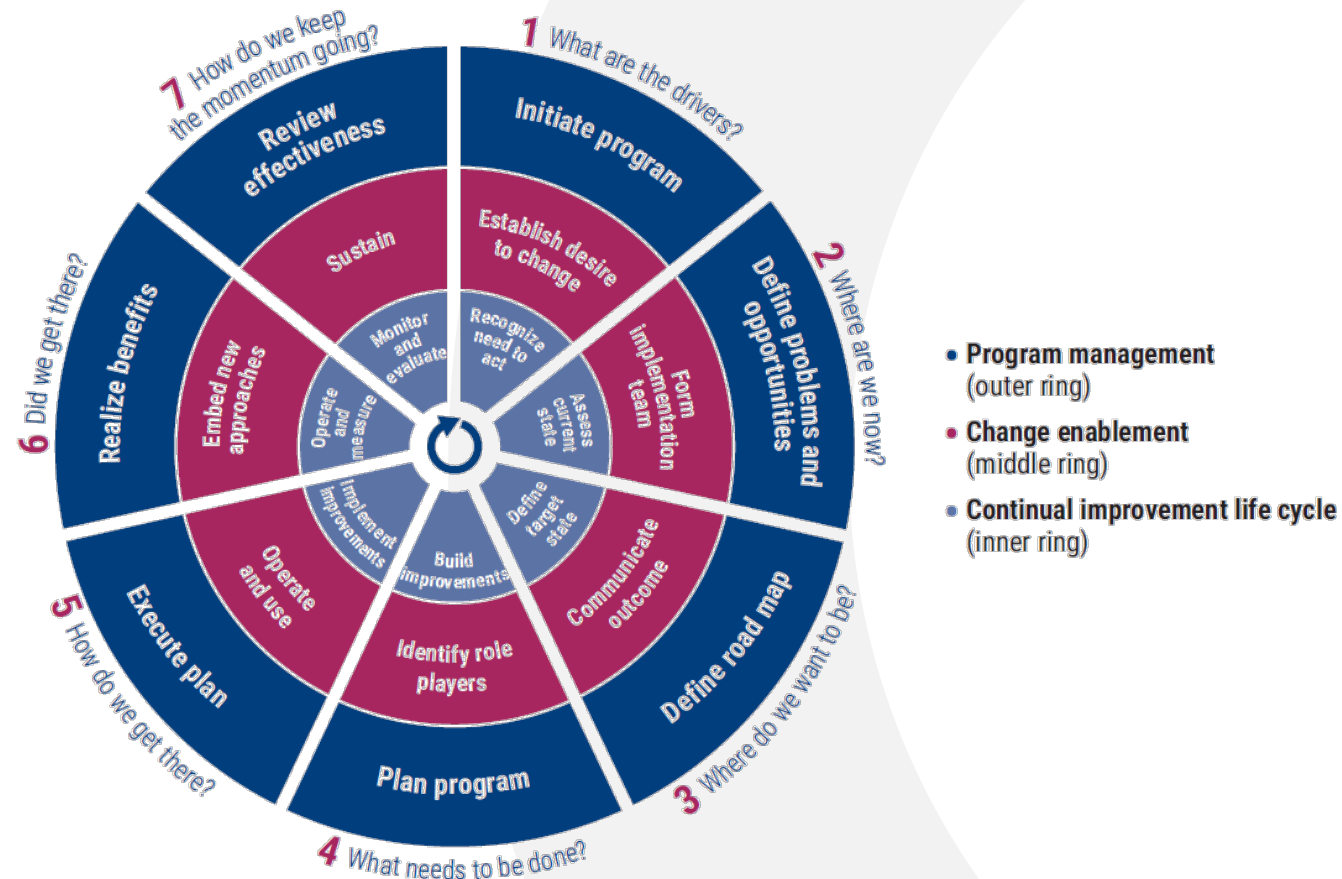 1 What are the drivers?
Initiate program
Establish desire
to change
Recognize
need to
act
2 Where are we now?
Define problems and
opportunities
Form
implementation
team
Assess
current
state
3 Where do we want to be?
Define road map
Communicate
outcome
Define
target
state
4 What needs to be done?
Plan program
Identify role
players
Build
improvements
5 How do we get there?
Execute plan
Operate
and use
Implement
improvements
6 Did we get there?
Realize benefits
Embed new
approaches
Operate
and
measure
7 How do we keep
the momentum going?
Review
effectiveness
Sustain
Monitor
and
evaluate
Program management
(outer ring)
Change enablement
(middle ring)
Continual improvement life cycle
(inner ring)